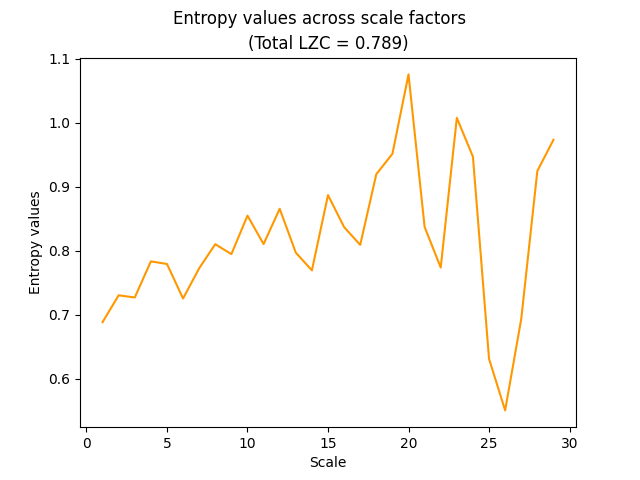 Entropy values across scale factors
(Total LZC = 0.789)
1.1
1.0
0.9
0.8
0.7
0.6
Entropy values
0 5 10 15 20 25 30
Scale